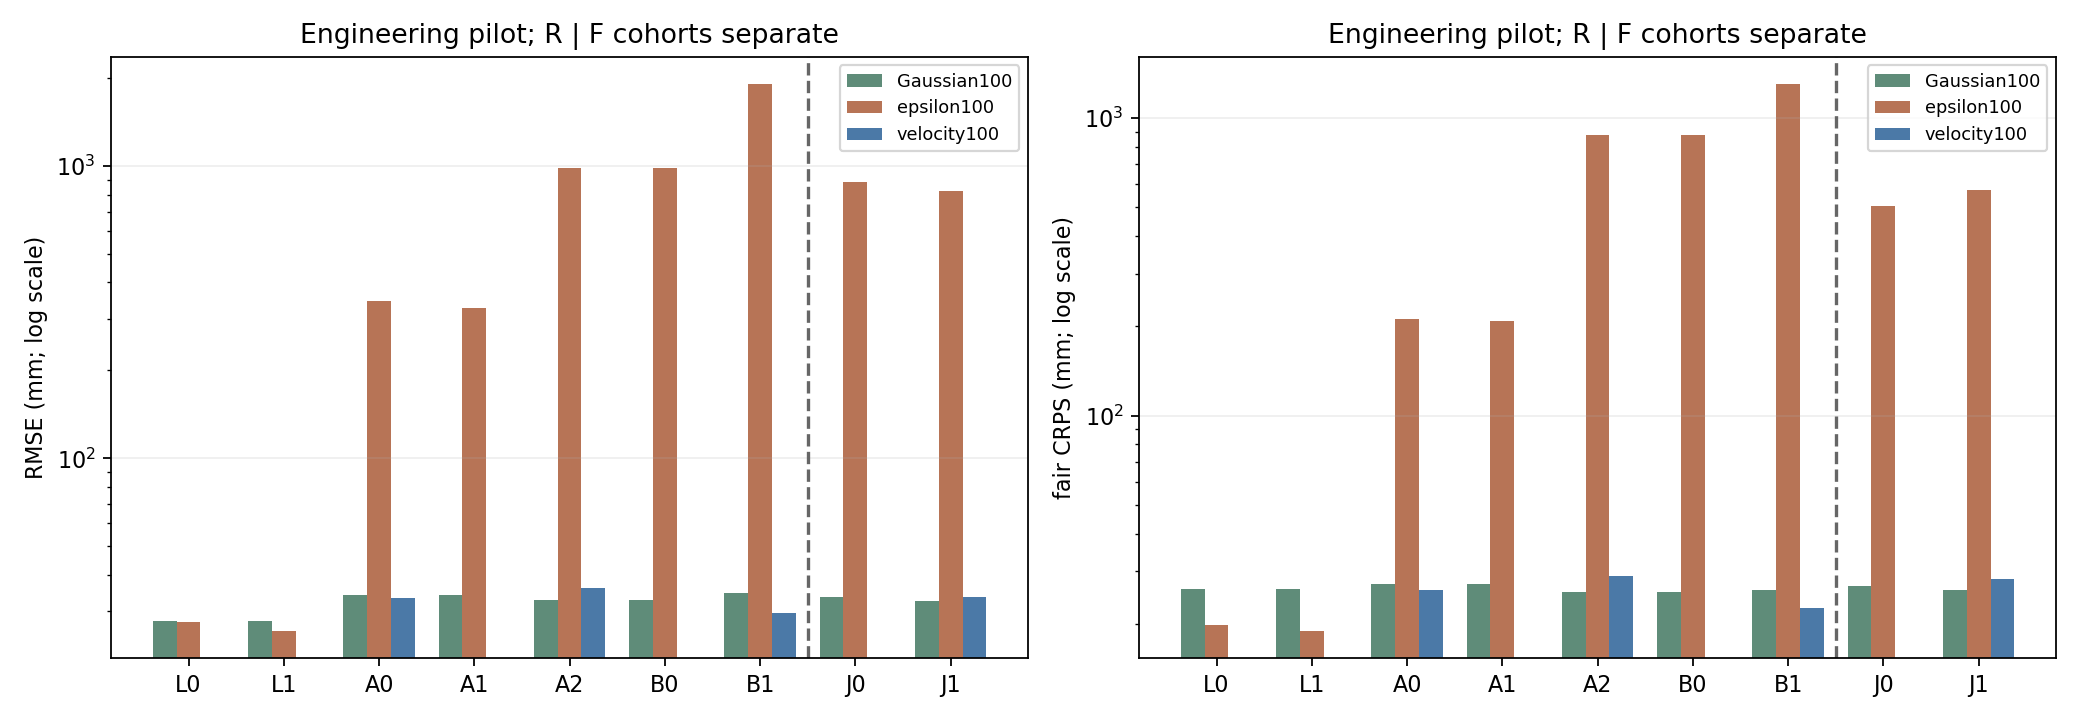 Engineering pilot; R | F cohorts separate
RMSE (mm; log scale)
10³
10²
Gaussian100
epsilon100
velocity100
L0 L1 A0 A1 A2 B0 B1 J0 J1
Engineering pilot; R | F cohorts separate
fair CRPS (mm; log scale)
10³
10²
Gaussian100
epsilon100
velocity100
L0 L1 A0 A1 A2 B0 B1 J0 J1